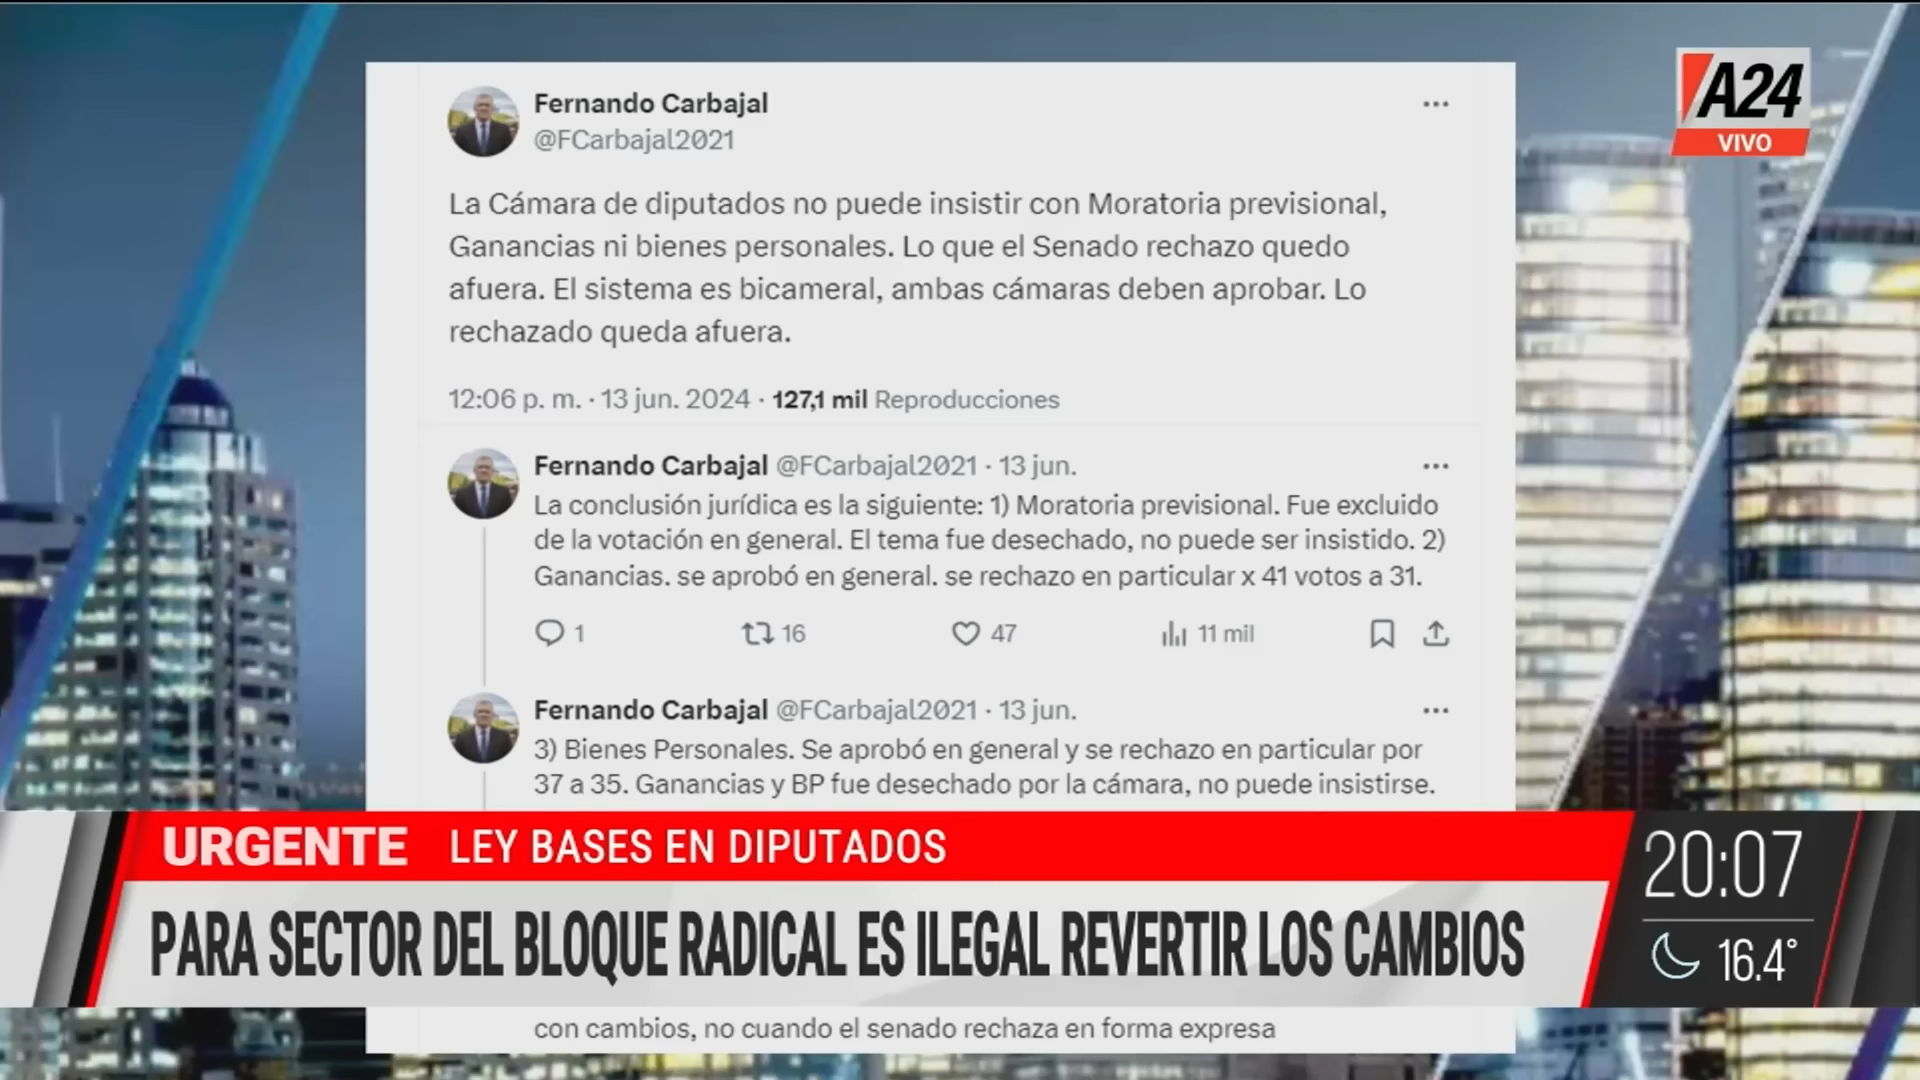 Fernando Carbajal
@FCarbajal2021
La Cámara de diputados no puede insistir con Moratoria previsional,
Ganancias ni bienes personales. Lo que el Senado rechazo quedo
afuera. El sistema es bicameral, ambas cámaras deben aprobar. Lo
rechazado queda afuera.
12:06 p. m. · 13 jun. 2024 · 127,1 mil Reproducciones
Fernando Carbajal @FCarbajal2021 · 13 jun.
La conclusión jurídica es la siguiente: 1) Moratoria previsional. Fue excluido
de la votación en general. El tema fue desechado, no puede ser insistido. 2)
Ganancias. se aprobó en general. se rechazo en particular x 41 votos a 31.
1 16 47 11 mil
Fernando Carbajal @FCarbajal2021 · 13 jun.
3) Bienes Personales. Se aprobó en general y se rechazo en particular por
37 a 35. Ganancias y BP fue desechado por la cámara, no puede insistirse.
con cambios, no cuando el senado rechaza en forma expresa
A24
VIVO
URGENTE LEY BASES EN DIPUTADOS
PARA SECTOR DEL BLOQUE RADICAL ES ILEGAL REVERTIR LOS CAMBIOS
20:07
16.4°